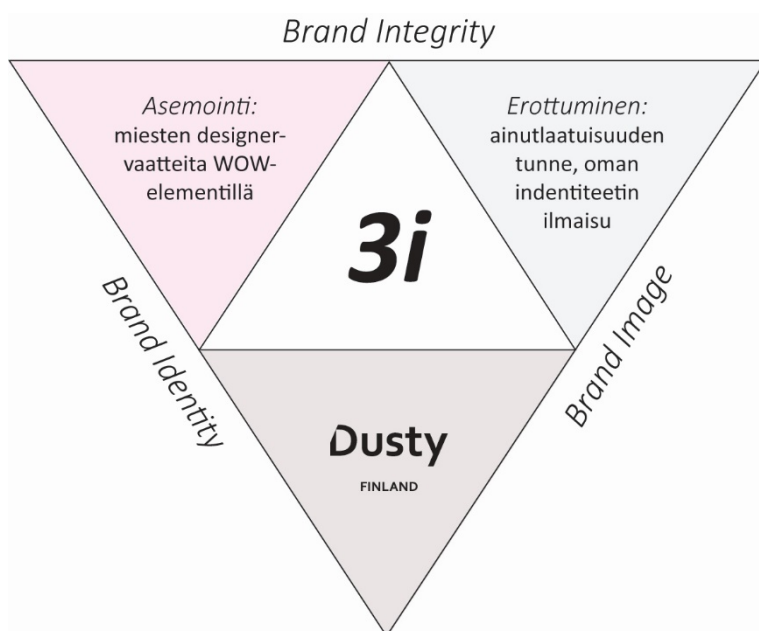 Brand Integrity
Asemointi:
miesten designer-
vaatteita WOW-
elementillä
Erottuminen:
ainutlaatuisuuden
tunne, oman
indentiteetin
ilmaisu
3i
Brand Identity
Brand Image
Dusty
FINLAND